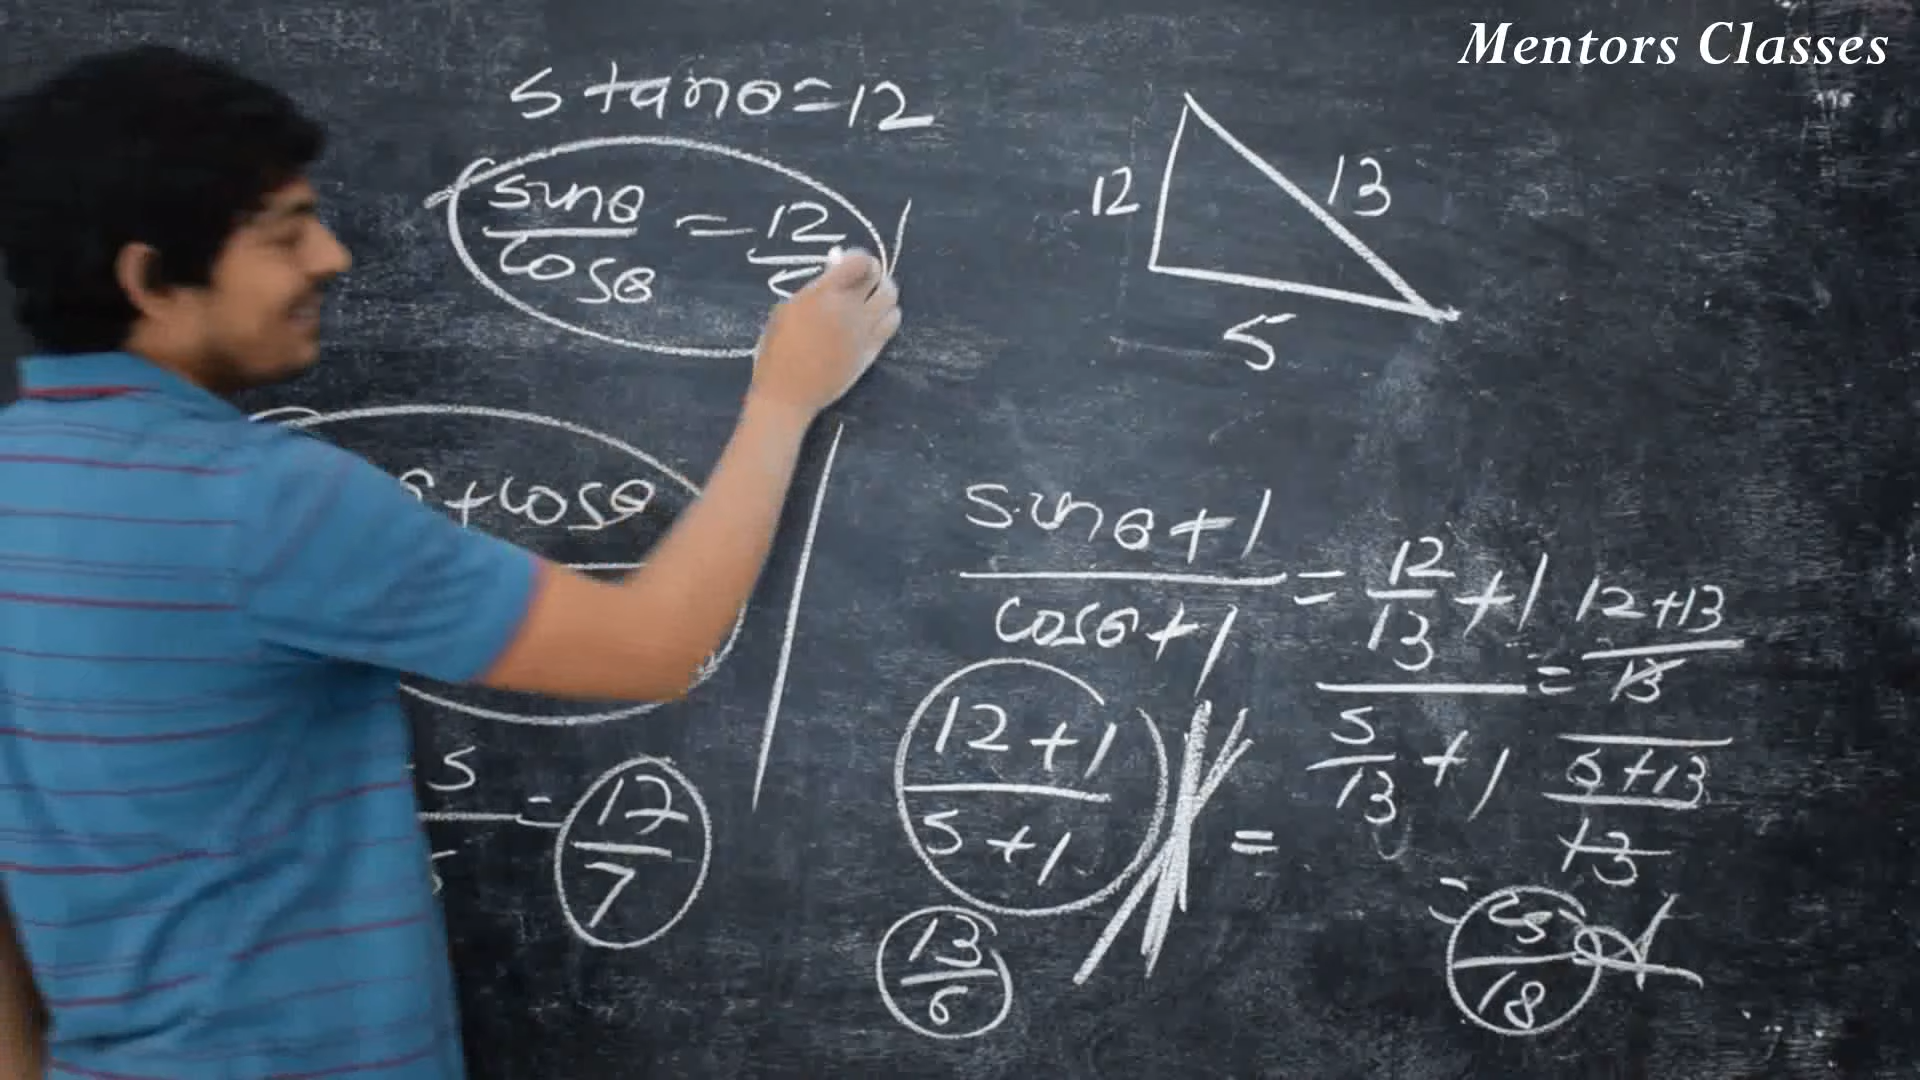 Mentors Classes
5 tanθ = 12
sinθ / cosθ = 12 /
12
13
5
+ cosθ
5
= 17 / 7
sinθ + 1 / cosθ + 1 = 12/13 + 1 / 5/13 + 1 = 12 + 13 / 13 / 5 + 13 / 13
12 + 1 / 5 + 1 =
13 / 6
= 25 / 18